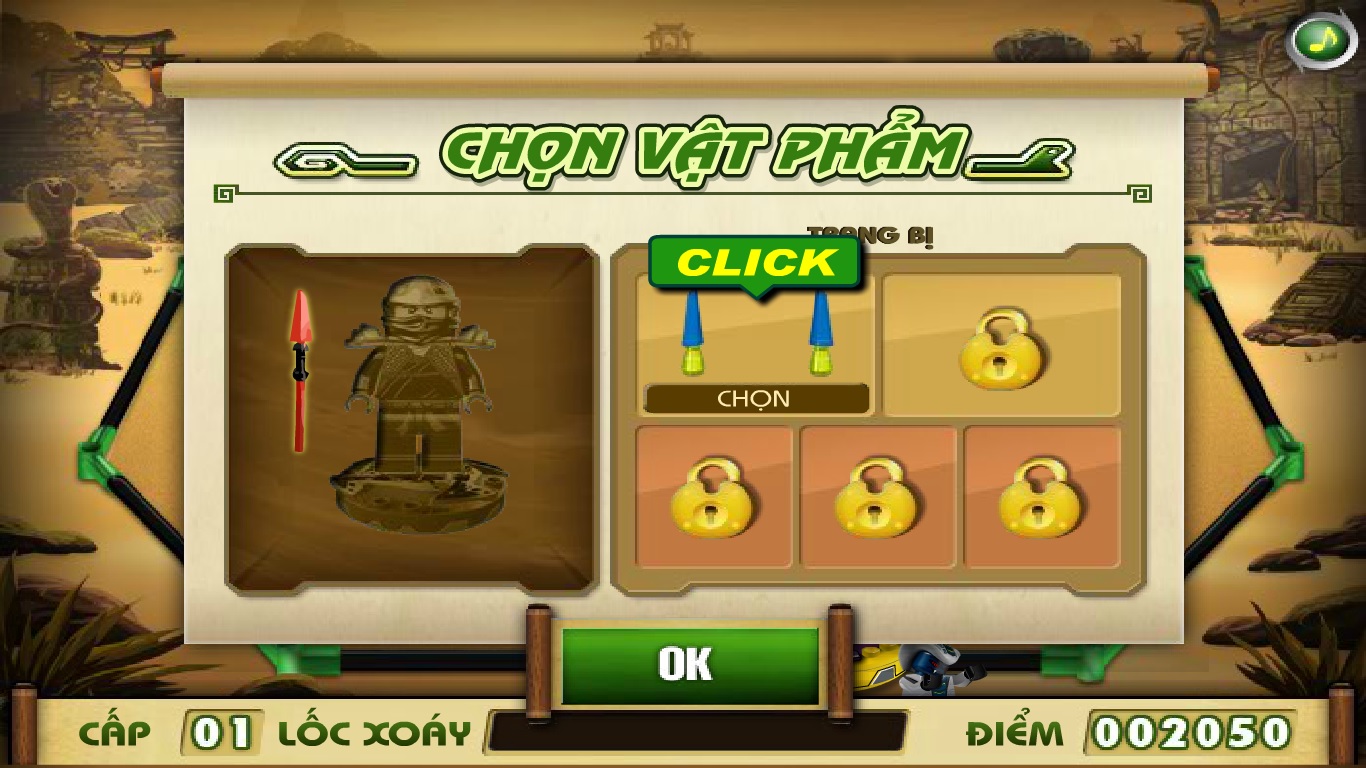 CHỌN VẬT PHẨM
TRANG BỊ
CLICK
CHỌN
OK
CẤP 01 LỐC XOÁY ĐIỂM 002050